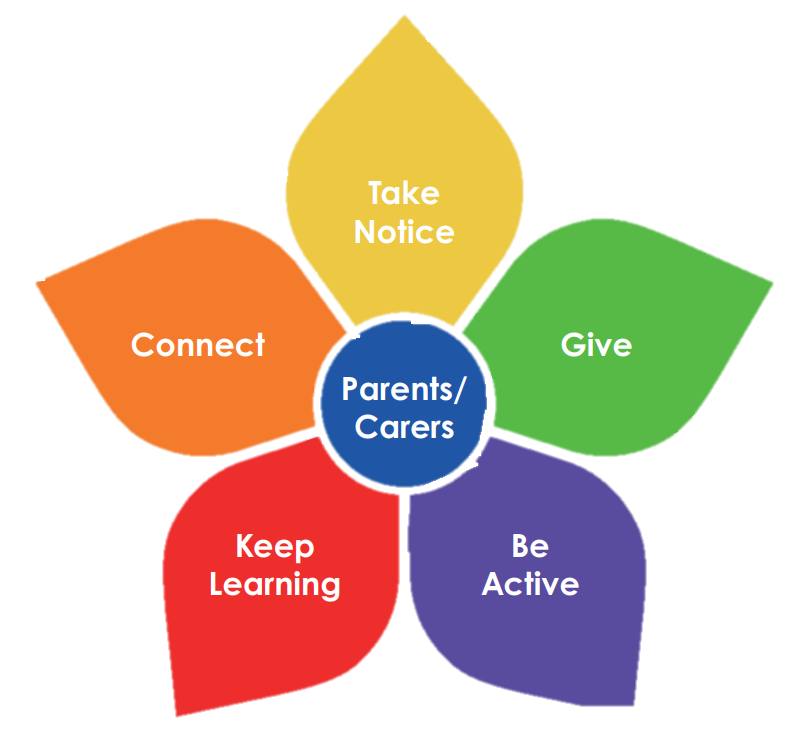 Take
Notice
Connect
Give
Parents/
Carers
Keep
Learning
Be
Active